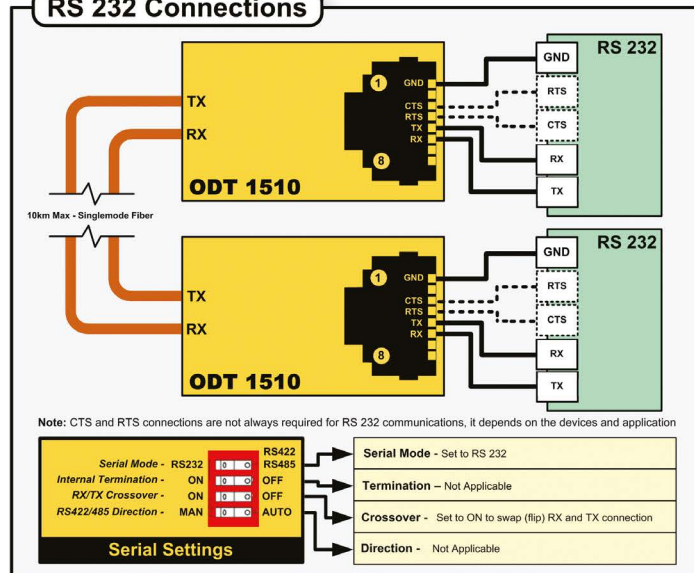 RS 232 Connections
TX
RX
ODT 1510
1
8
GND
CTS
RTS
TX
RX
GND
RTS
CTS
RX
TX
RS 232
10km Max - Singlemode Fiber
TX
RX
ODT 1510
1
8
GND
CTS
RTS
TX
RX
GND
RTS
CTS
RX
TX
RS 232
Note: CTS and RTS connections are not always required for RS 232 communications, it depends on the devices and application
RS422
Serial Mode - RS232 RS485
Internal Termination - ON OFF
RX/TX Crossover - ON OFF
RS422/485 Direction - MAN AUTO
Serial Settings
Serial Mode - Set to RS 232
Termination – Not Applicable
Crossover - Set to ON to swap (flip) RX and TX connection
Direction - Not Applicable